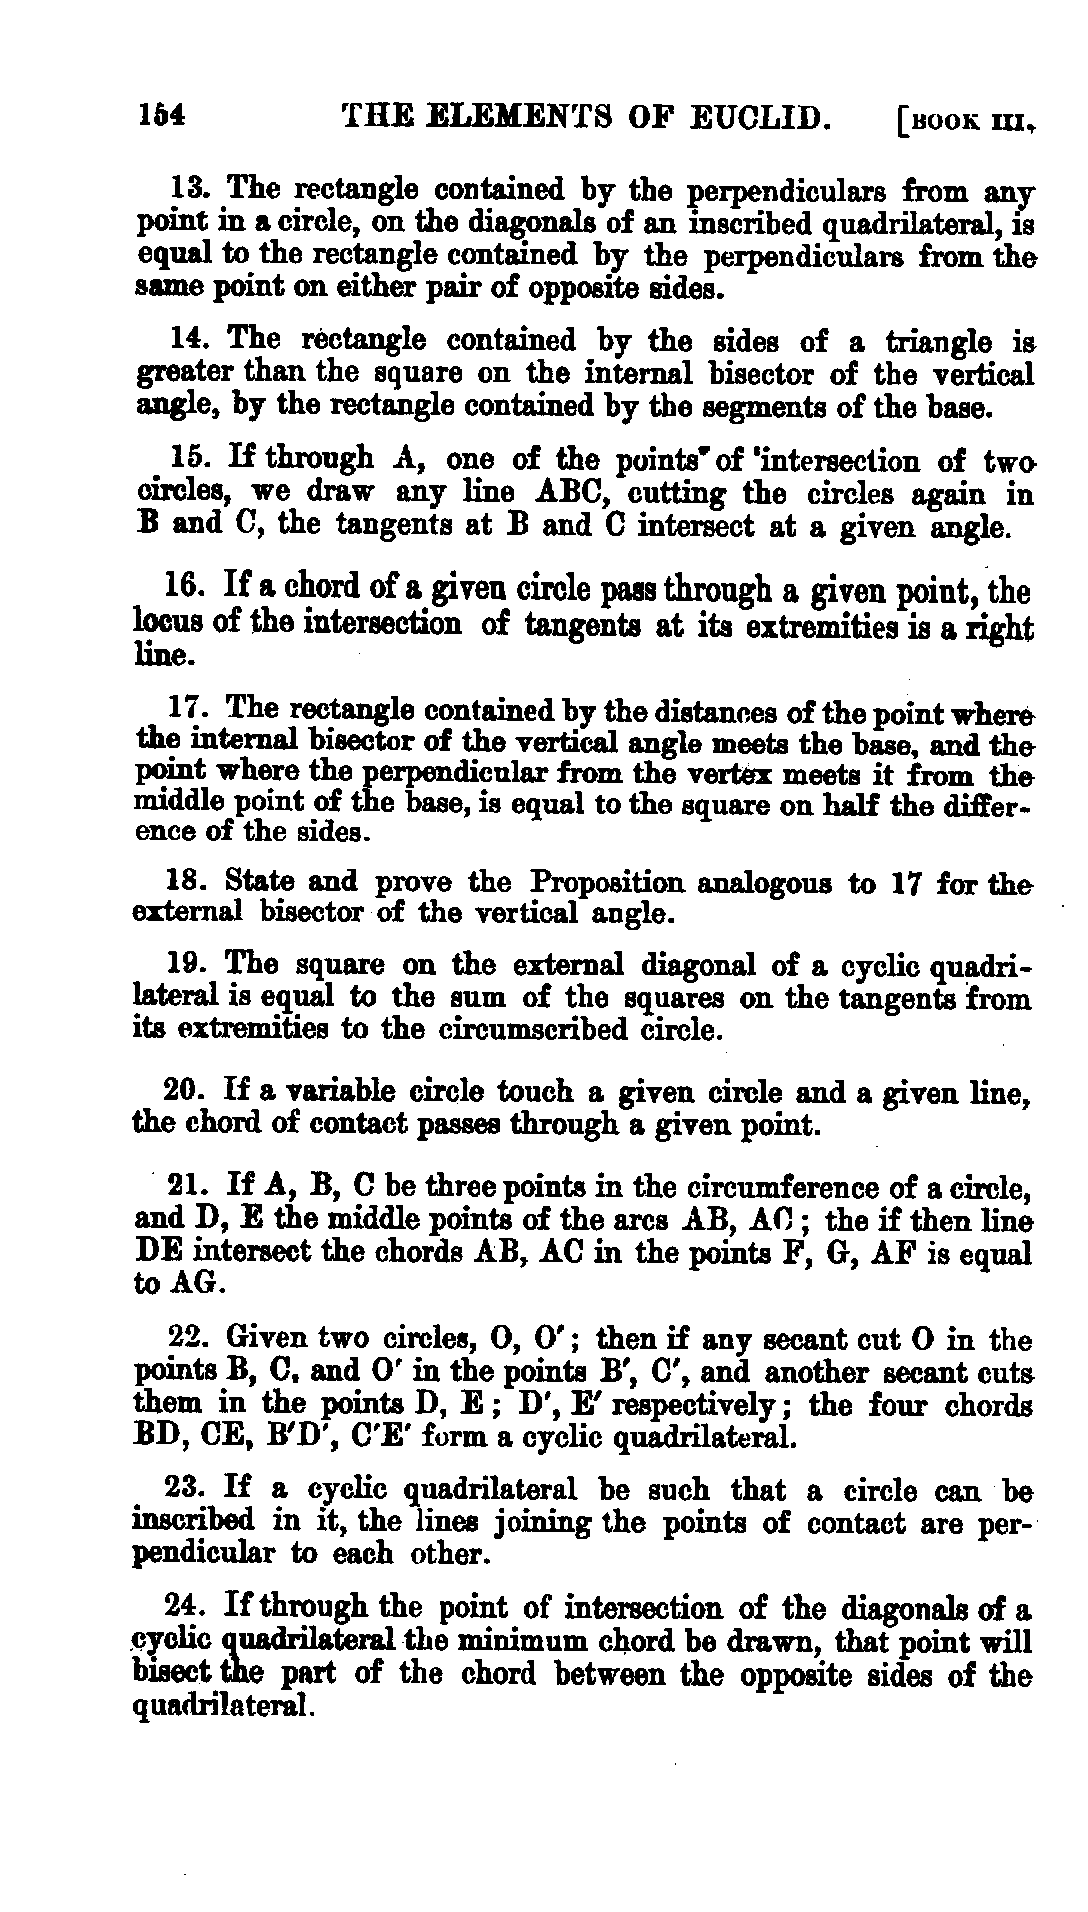 154 THE ELEMENTS OF EUCLID. [BOOK III.
13. The rectangle contained by the perpendiculars from any
point in a circle, on the diagonals of an inscribed quadrilateral, is
equal to the rectangle contained by the perpendiculars from the
same point on either pair of opposite sides.
14. The rectangle contained by the sides of a triangle is
greater than the square on the internal bisector of the vertical
angle, by the rectangle contained by the segments of the base.
15. If through A, one of the points of intersection of two
circles, we draw any line ABC, cutting the circles again in
B and C, the tangents at B and C intersect at a given angle.
16. If a chord of a given circle pass through a given point, the
locus of the intersection of tangents at its extremities is a right
line.
17. The rectangle contained by the distances of the point where
the internal bisector of the vertical angle meets the base, and the
point where the perpendicular from the vertex meets it from the
middle point of the base, is equal to the square on half the differ-
ence of the sides.
18. State and prove the Proposition analogous to 17 for the
external bisector of the vertical angle.
19. The square on the external diagonal of a cyclic quadri-
lateral is equal to the sum of the squares on the tangents from
its extremities to the circumscribed circle.
20. If a variable circle touch a given circle and a given line,
the chord of contact passes through a given point.
21. If A, B, C be three points in the circumference of a circle,
and D, E the middle points of the arcs AB, AC; the if then line
DE intersect the chords AB, AC in the points F, G, AF is equal
to AG.
22. Given two circles, O, O′; then if any secant cut O in the
points B, C, and O′ in the points B′, C′, and another secant cuts
them in the points D, E; D′, E′ respectively; the four chords
BD, CE, B′D′, C′E′ form a cyclic quadrilateral.
23. If a cyclic quadrilateral be such that a circle can be
inscribed in it, the lines joining the points of contact are per-
pendicular to each other.
24. If through the point of intersection of the diagonals of a
cyclic quadrilateral the minimum chord be drawn, that point will
bisect the part of the chord between the opposite sides of the
quadrilateral.